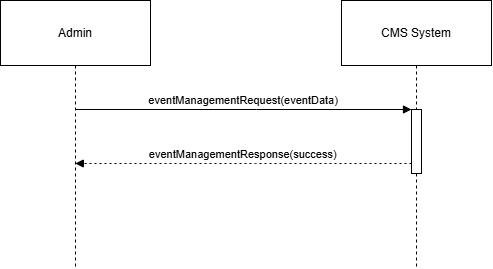 Admin
CMS System
eventManagementRequest(eventData)
eventManagementResponse(success)